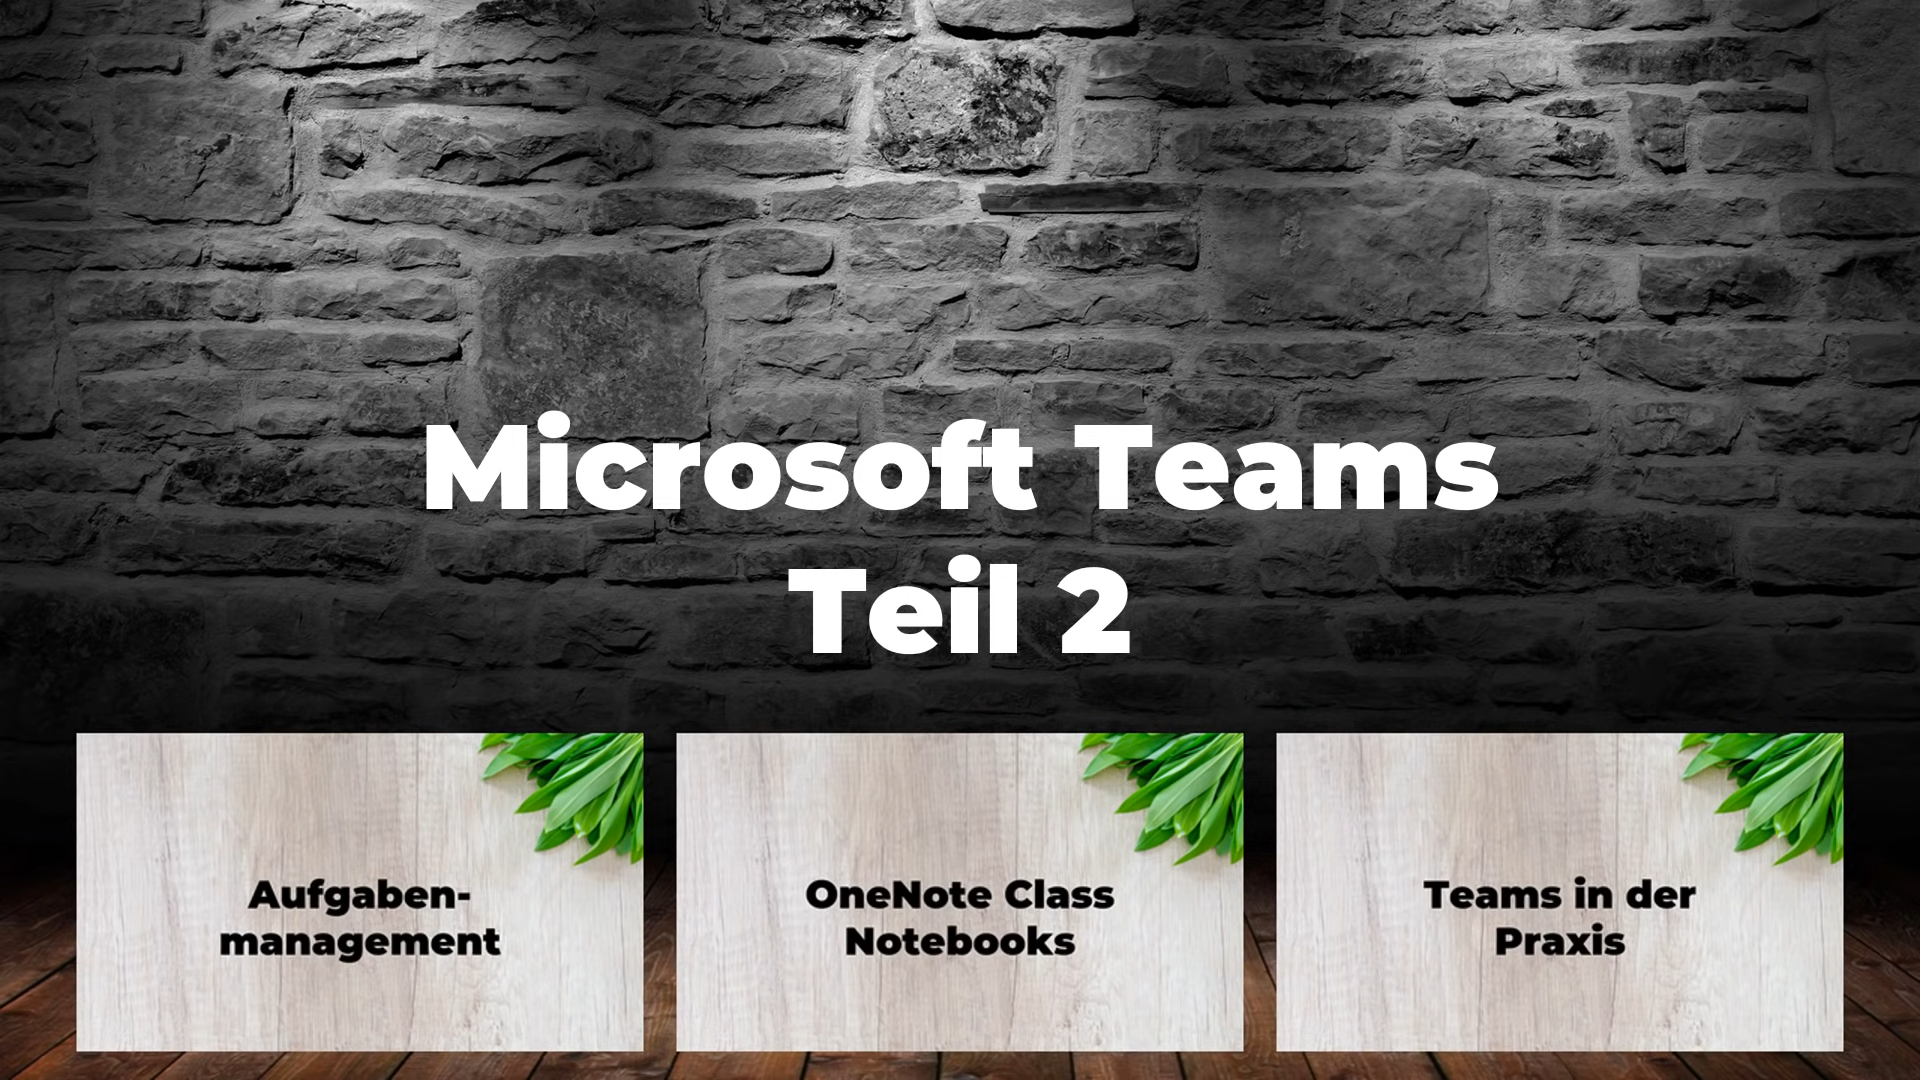 Microsoft Teams
Teil 2
Aufgaben-
management
OneNote Class
Notebooks
Teams in der
Praxis